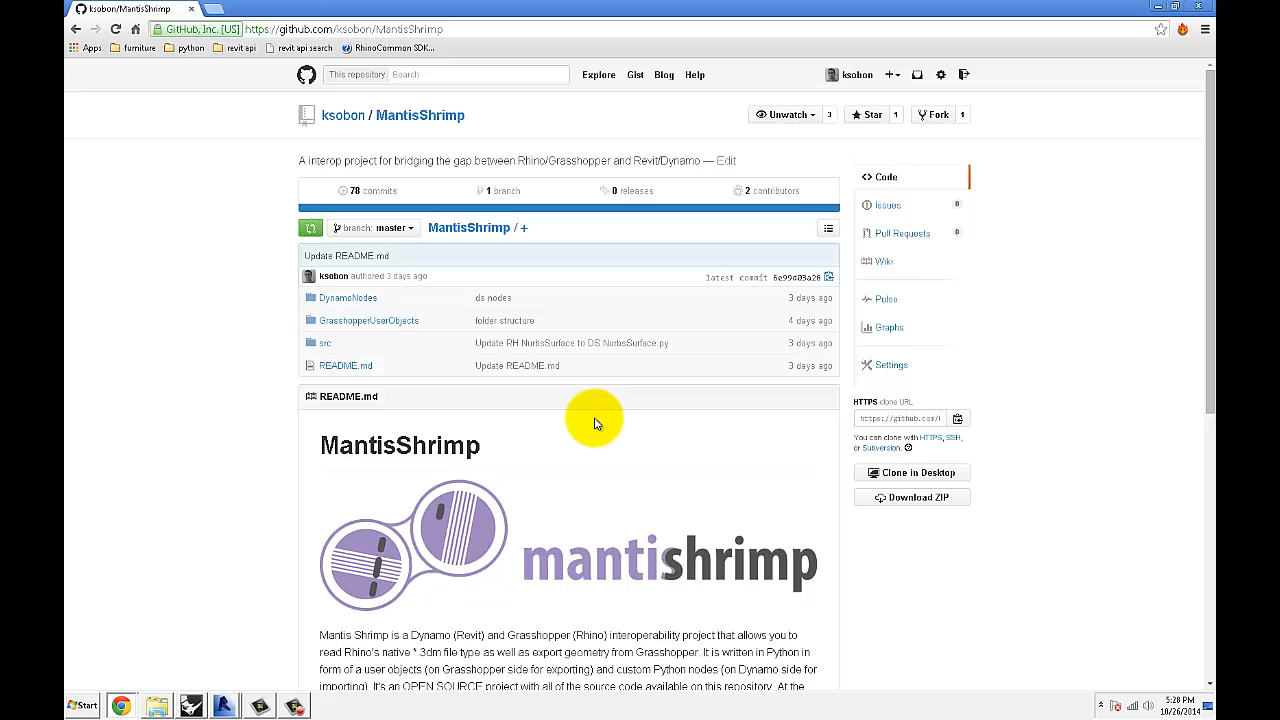 ksobon/MantisShrimp
GitHub, Inc. [US] https://github.com/ksobon/MantisShrimp
Apps furniture python revit api revit api search RhinoCommon SDK...
This repository Search Explore Gist Blog Help ksobon
ksobon / MantisShrimp Unwatch 3 Star 1 Fork 1
A interop project for bridging the gap between Rhino/Grasshopper and Revit/Dynamo — Edit
78 commits 1 branch 0 releases 2 contributors
branch: master MantisShrimp / +
Update README.md
ksobon authored 3 days ago latest commit 6e99d03a28
DynamoNodes ds nodes 3 days ago
GrasshopperUserObjects folder structure 4 days ago
src Update RH NurbsSurface to DS NurbsSurface.py 3 days ago
README.md Update README.md 3 days ago
README.md
MantisShrimp
mantishrimp
Mantis Shrimp is a Dynamo (Revit) and Grasshopper (Rhino) interoperability project that allows you to
read Rhino's native *.3dm file type as well as export geometry from Grasshopper. It is written in Python in
form of a user objects (on Grasshopper side for exporting) and custom Python nodes (on Dynamo side for
importing). It's an OPEN SOURCE project with all of the source code available on this repository. At the
Code
Issues 0
Pull Requests 0
Wiki
Pulse
Graphs
Settings
HTTPS clone URL
https://github.com/
You can clone with HTTPS, SSH,
or Subversion.
Clone in Desktop
Download ZIP
Start
5:28 PM
10/26/2014